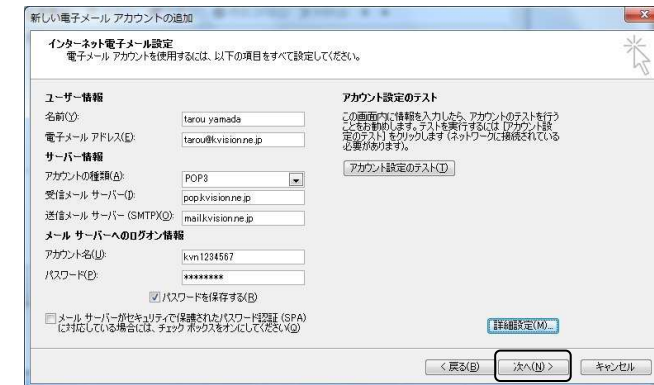 新しい電子メール アカウントの追加
インターネット電子メール設定
電子メール アカウントを使用するには、以下の項目をすべて設定してください。
ユーザー情報
名前(Y):
tarou yamada
電子メール アドレス(E):
tarou@kvision.ne.jp
サーバー情報
アカウントの種類(A):
POP3
受信メール サーバー(I):
pop.kvision.ne.jp
送信メール サーバー (SMTP)(O):
mail.kvision.ne.jp
メール サーバーへのログオン情報
アカウント名(U):
kvn1234567
パスワード(P):
********
パスワードを保存する(R)
メール サーバーがセキュリティで保護されたパスワード認証 (SPA)
に対応している場合には、チェック ボックスをオンにしてください(Q)
アカウント設定のテスト
この画面内に情報を入力したら、アカウントのテストを行う
ことをお勧めします。テストを実行するには [アカウント設
定のテスト] をクリックします (ネットワークに接続されている
必要があります)。
アカウント設定のテスト(T)
詳細設定(M)...
< 戻る(B)
次へ(N) >
キャンセル